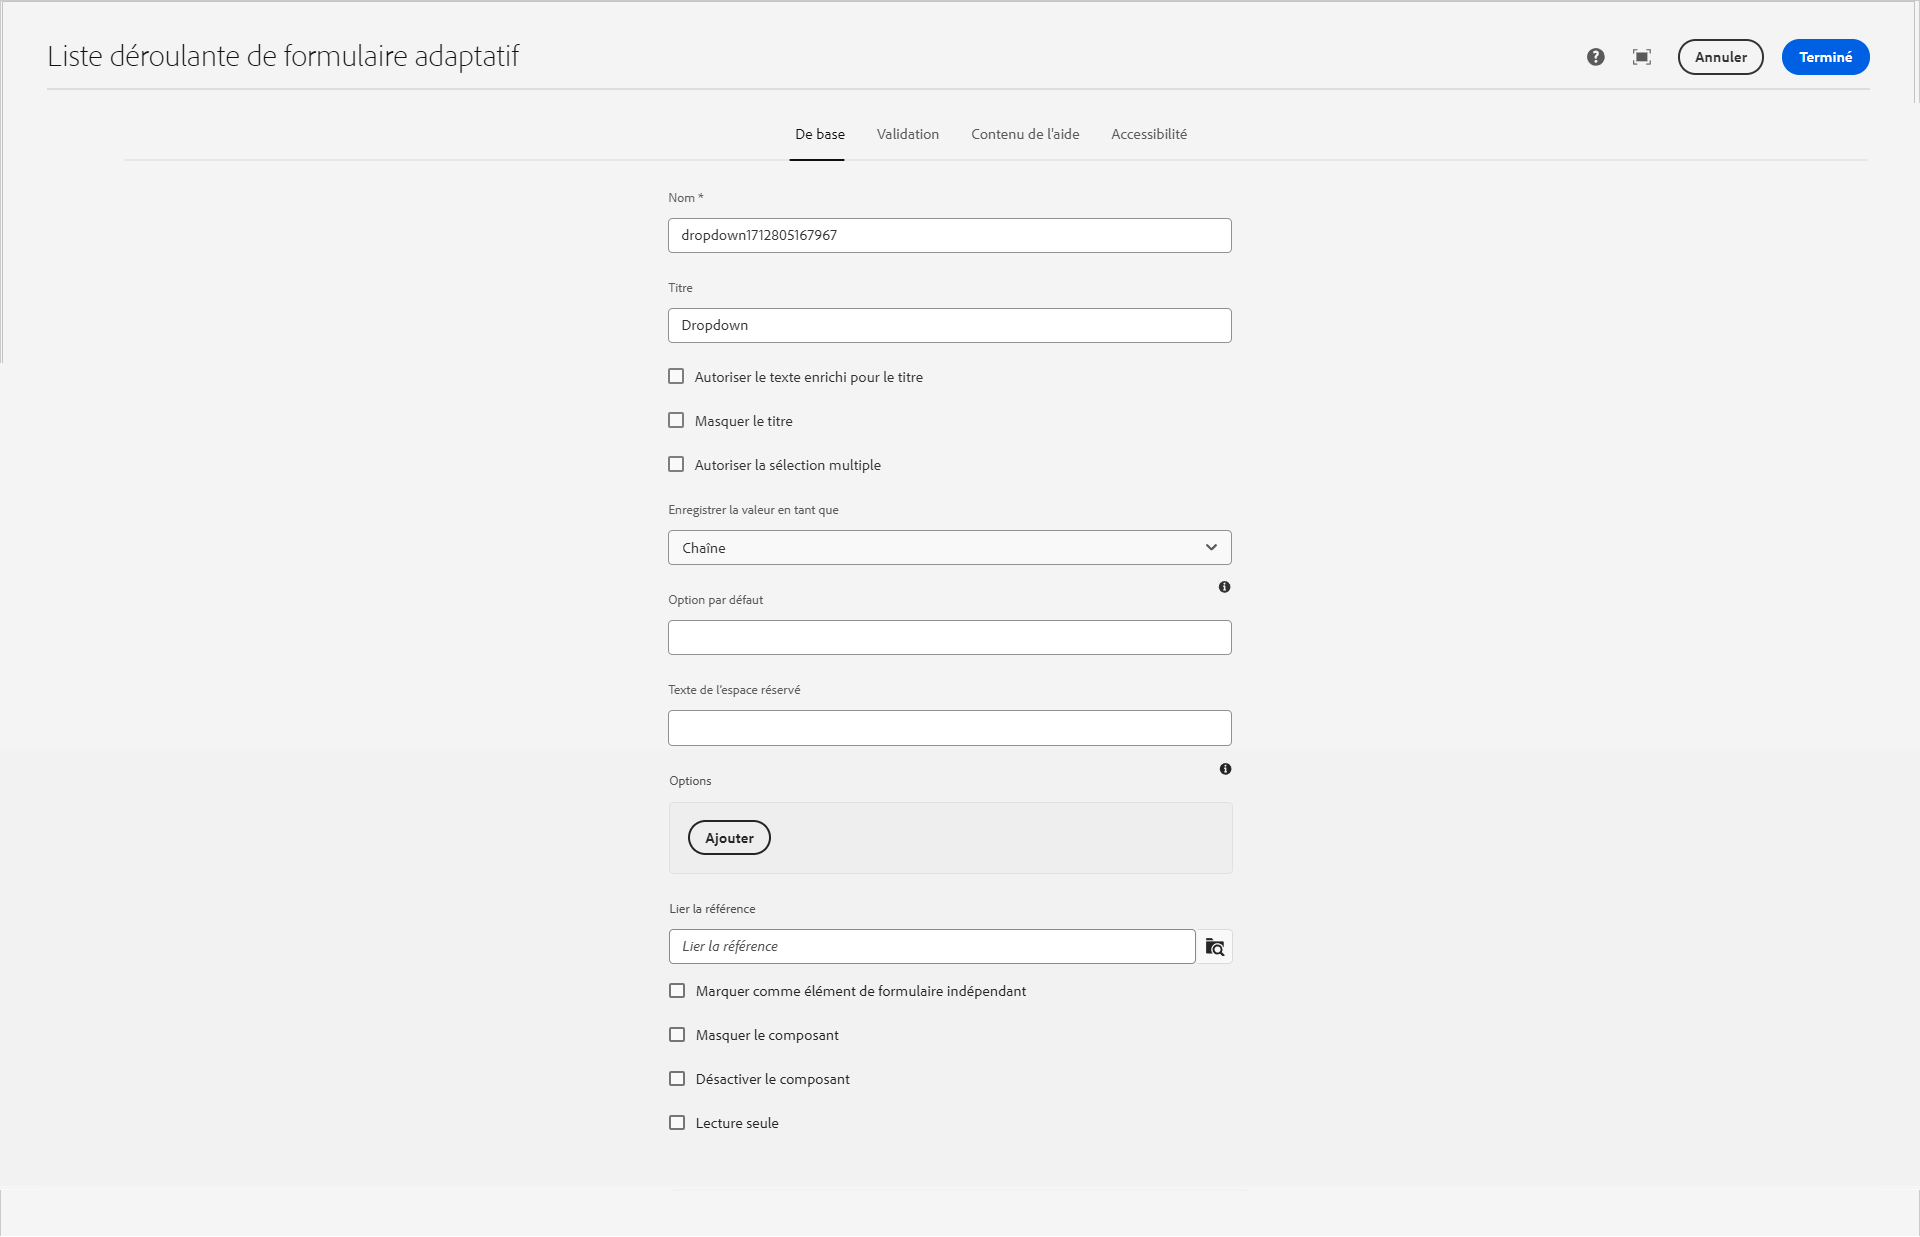 Liste déroulante de formulaire adaptatif
Annuler
Terminé
De base
Validation
Contenu de l'aide
Accessibilité
Nom *
dropdown1712805167967
Titre
Dropdown
Autoriser le texte enrichi pour le titre
Masquer le titre
Autoriser la sélection multiple
Enregistrer la valeur en tant que
Chaîne
Option par défaut
Texte de l'espace réservé
Options
Ajouter
Lier la référence
Lier la référence
Marquer comme élément de formulaire indépendant
Masquer le composant
Désactiver le composant
Lecture seule